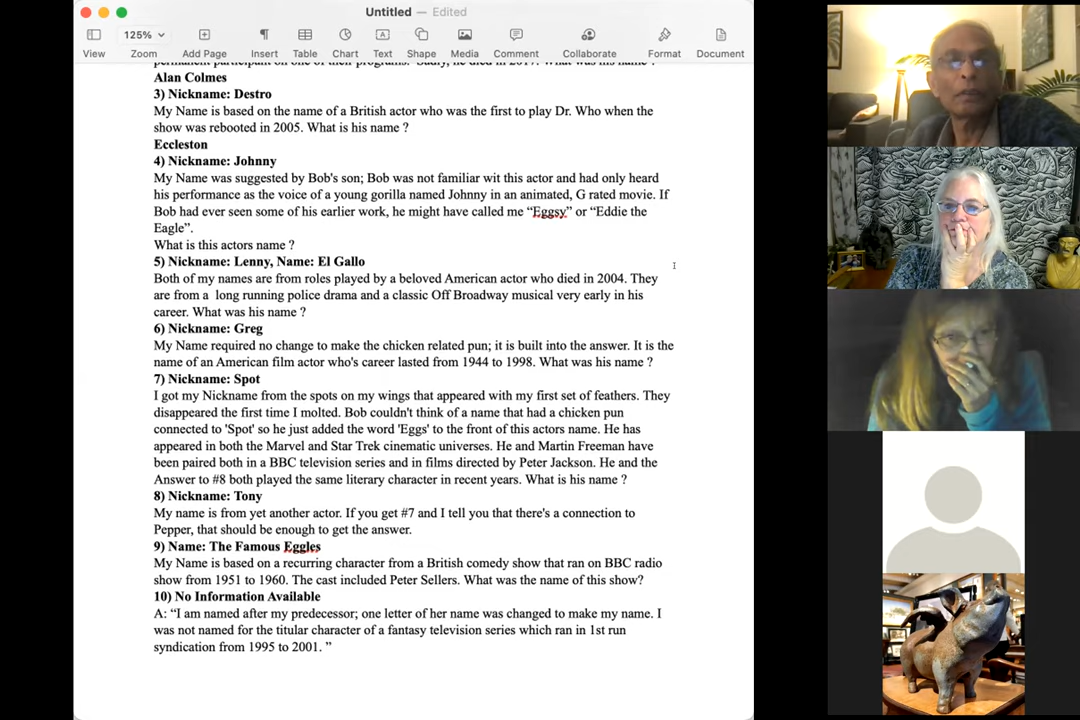 Untitled — Edited
125%
View
Zoom
Add Page
Insert
Table
Chart
Text
Shape
Media
Comment
Collaborate
Format
Document
permanent participant on one of their programs. Sadly, he died in 2017. What was his name ?
Alan Colmes
3) Nickname: Destro
My Name is based on the name of a British actor who was the first to play Dr. Who when the
show was rebooted in 2005. What is his name ?
Eccleston
4) Nickname: Johnny
My Name was suggested by Bob's son; Bob was not familiar wit this actor and had only heard
his performance as the voice of a young gorilla named Johnny in an animated, G rated movie. If
Bob had ever seen some of his earlier work, he might have called me “Eggsy” or “Eddie the
Eagle”.
What is this actors name ?
5) Nickname: Lenny, Name: El Gallo
Both of my names are from roles played by a beloved American actor who died in 2004. They
are from a long running police drama and a classic Off Broadway musical very early in his
career. What was his name ?
6) Nickname: Greg
My Name required no change to make the chicken related pun; it is built into the answer. It is the
name of an American film actor who's career lasted from 1944 to 1998. What was his name ?
7) Nickname: Spot
I got my Nickname from the spots on my wings that appeared with my first set of feathers. They
disappeared the first time I molted. Bob couldn't think of a name that had a chicken pun
connected to 'Spot' so he just added the word 'Eggs' to the front of this actors name. He has
appeared in both the Marvel and Star Trek cinematic universes. He and Martin Freeman have
been paired both in a BBC television series and in films directed by Peter Jackson. He and the
Answer to #8 both played the same literary character in recent years. What is his name ?
8) Nickname: Tony
My name is from yet another actor. If you get #7 and I tell you that there's a connection to
Pepper, that should be enough to get the answer.
9) Name: The Famous Eggles
My Name is based on a recurring character from a British comedy show that ran on BBC radio
show from 1951 to 1960. The cast included Peter Sellers. What was the name of this show?
10) No Information Available
A: “I am named after my predecessor; one letter of her name was changed to make my name. I
was not named for the titular character of a fantasy television series which ran in 1st run
syndication from 1995 to 2001. ”